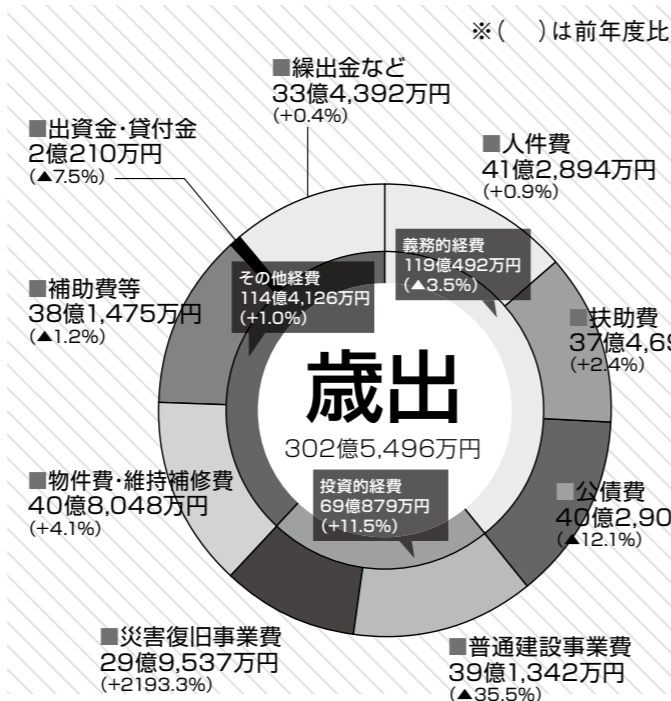 ※(　)は前年度比
■繰出金など
33億4,392万円
(+0.4%)
■出資金・貸付金
2億210万円
(▲7.5%)
■人件費
41億2,894万円
(+0.9%)
義務的経費
119億492万円
(▲3.5%)
その他経費
114億4,126万円
(+1.0%)
■補助費等
38億1,475万円
(▲1.2%)
■扶助費
37億4,69
(+2.4%)
歳出
302億5,496万円
■物件費・維持補修費
40億8,048万円
(+4.1%)
投資的経費
69億879万円
(+11.5%)
■公債費
40億2,90
(▲12.1%)
■災害復旧事業費
29億9,537万円
(+2193.3%)
■普通建設事業費
39億1,342万円
(▲35.5%)